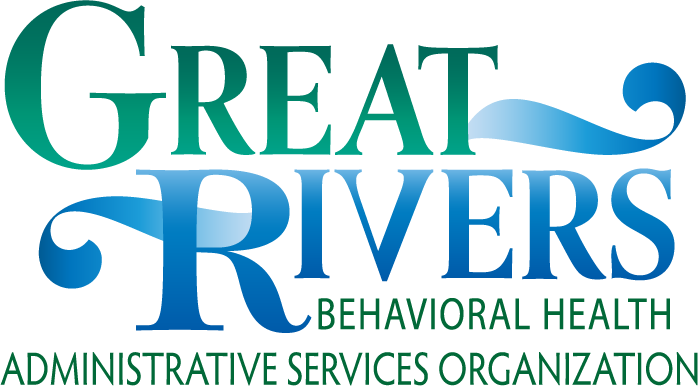 GREAT
RIVERS
BEHAVIORAL HEALTH
ADMINISTRATIVE SERVICES ORGANIZATION